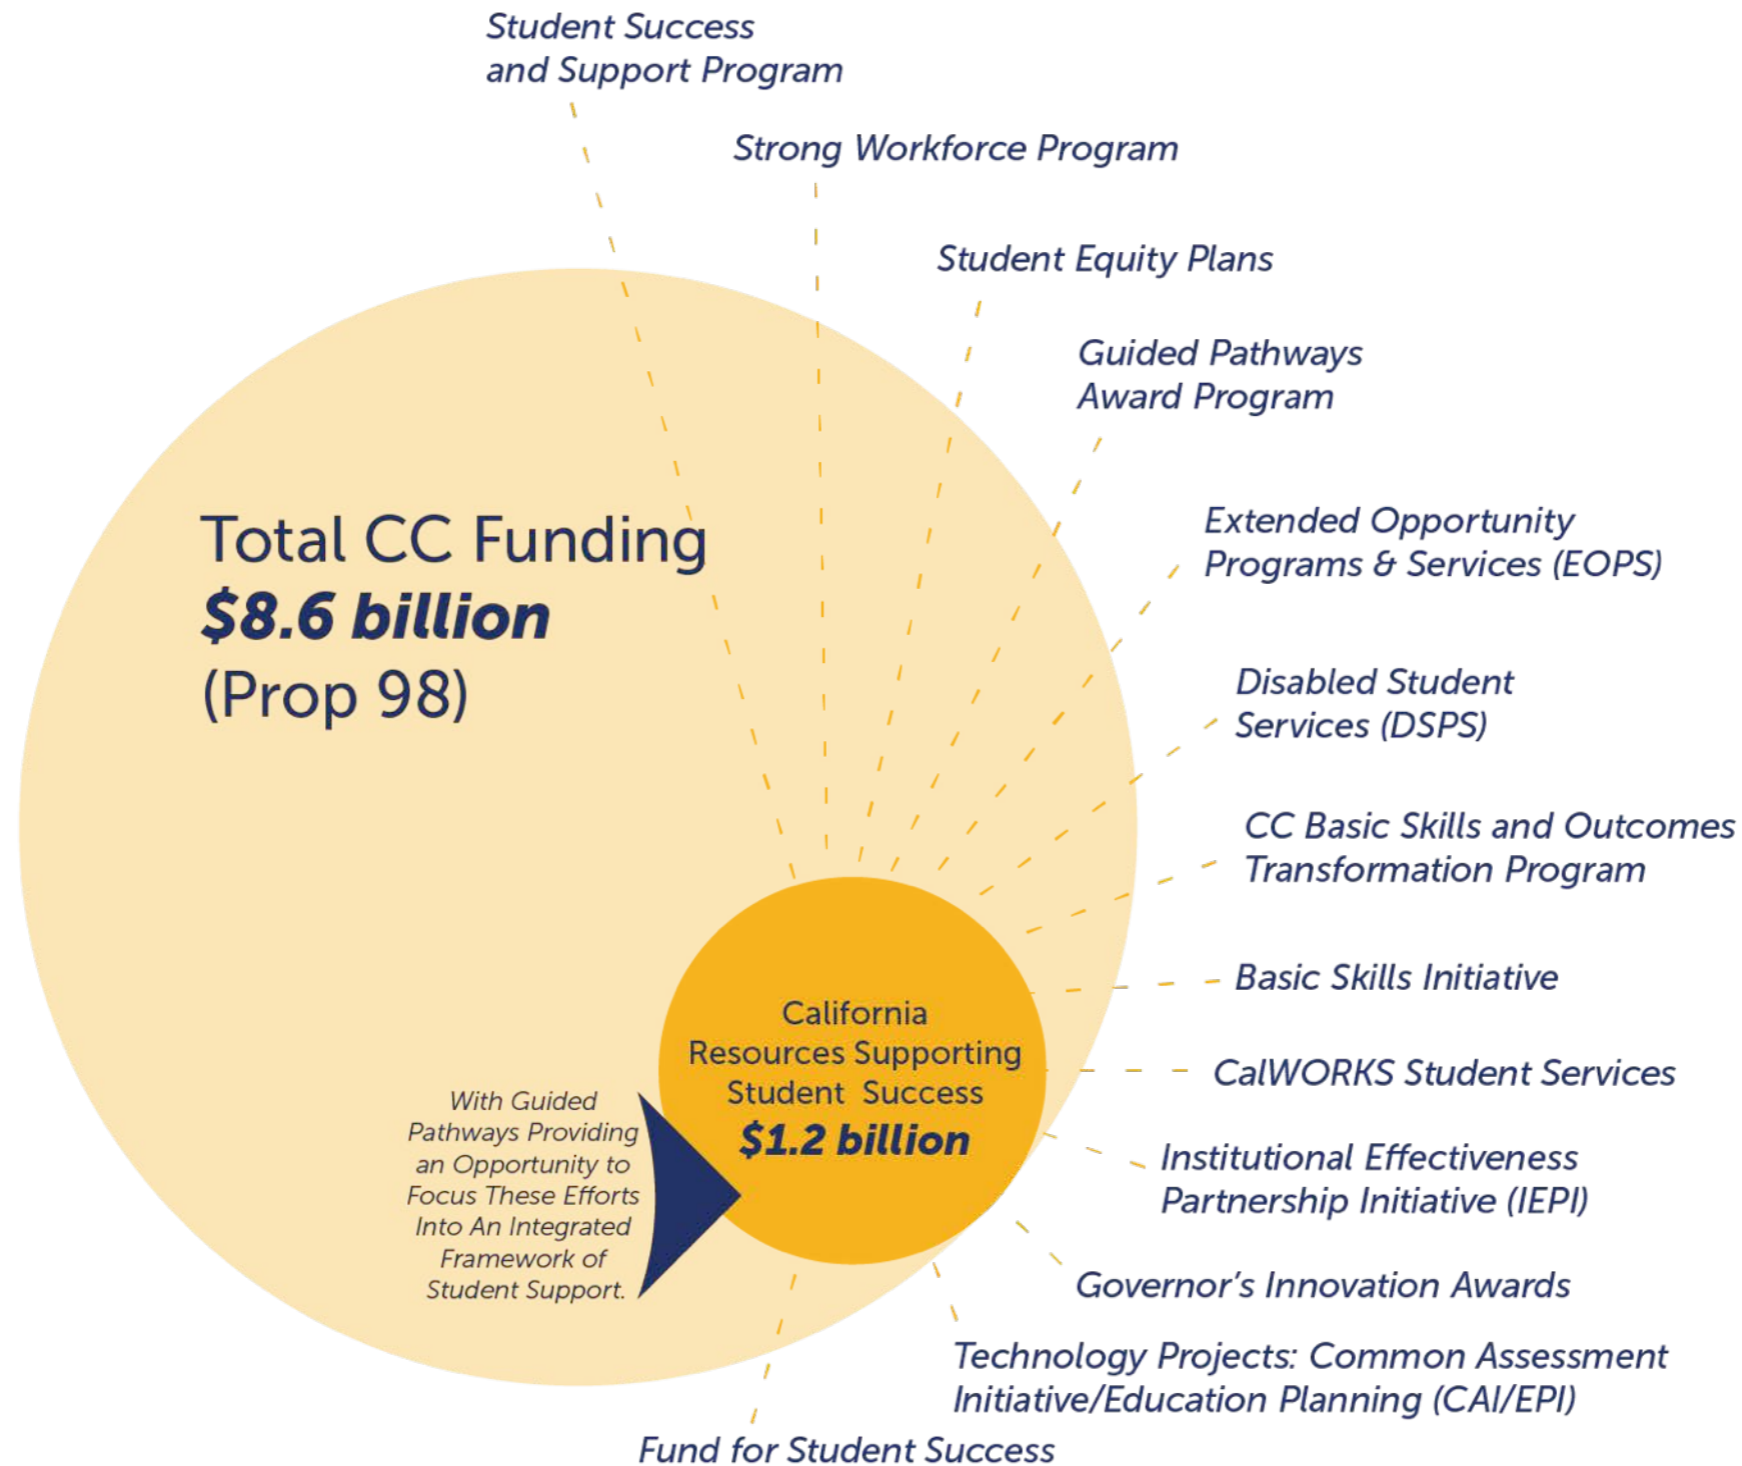 Student Success
and Support Program
Strong Workforce Program
Student Equity Plans
Guided Pathways
Award Program
Extended Opportunity
Programs & Services (EOPS)
Disabled Student
Services (DSPS)
CC Basic Skills and Outcomes
Transformation Program
Basic Skills Initiative
CalWORKS Student Services
Institutional Effectiveness
Partnership Initiative (IEPI)
Governor’s Innovation Awards
Technology Projects: Common Assessment
Initiative/Education Planning (CAI/EPI)
Fund for Student Success
Total CC Funding
$8.6 billion
(Prop 98)
California
Resources Supporting
Student Success
$1.2 billion
With Guided
Pathways Providing
an Opportunity to
Focus These Efforts
Into An Integrated
Framework of
Student Support.